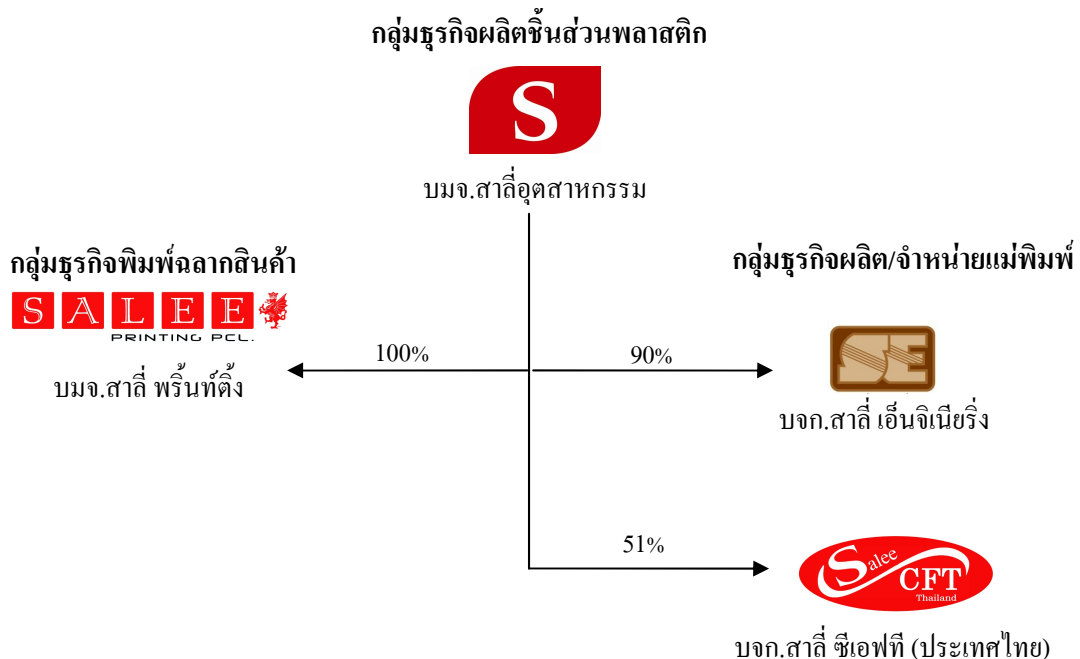 กลุ่มธุรกิจผลิตชิ้นส่วนพลาสติก
S
บมจ.สาลี่อุตสาหกรรม
กลุ่มธุรกิจพิมพ์ฉลากสินค้า
SALEE
PRINTING PCL.
บมจ.สาลี่ พริ้นท์ติ้ง
100%
90%
กลุ่มธุรกิจผลิต/จำหน่ายแม่พิมพ์
SE
บจก.สาลี่ เอ็นจิเนียริ่ง
51%
Salee
CFT
Thailand
บจก.สาลี่ ซีเอฟที (ประเทศไทย)